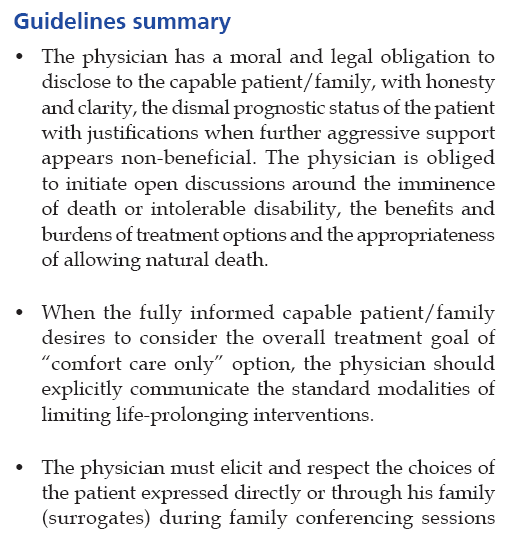 Guidelines summary
• The physician has a moral and legal obligation to
disclose to the capable patient/family, with honesty
and clarity, the dismal prognostic status of the patient
with justifications when further aggressive support
appears non-beneficial. The physician is obliged
to initiate open discussions around the imminence
of death or intolerable disability, the benefits and
burdens of treatment options and the appropriateness
of allowing natural death.
• When the fully informed capable patient/family
desires to consider the overall treatment goal of
“comfort care only” option, the physician should
explicitly communicate the standard modalities of
limiting life-prolonging interventions.
• The physician must elicit and respect the choices of
the patient expressed directly or through his family
(surrogates) during family conferencing sessions